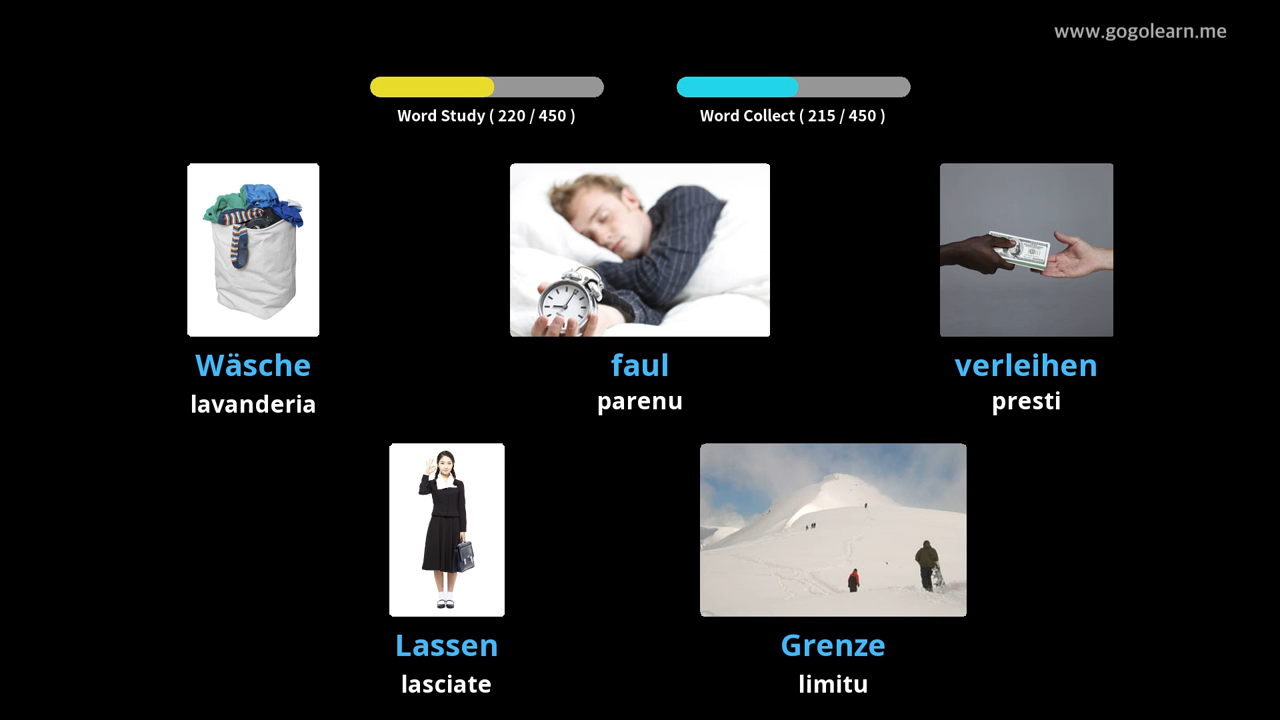 www.gogolearn.me
Word Study ( 220 / 450 )
Word Collect ( 215 / 450 )
Wäsche
lavanderia
faul
parenu
verleihen
presti
Lassen
lasciate
Grenze
limitu